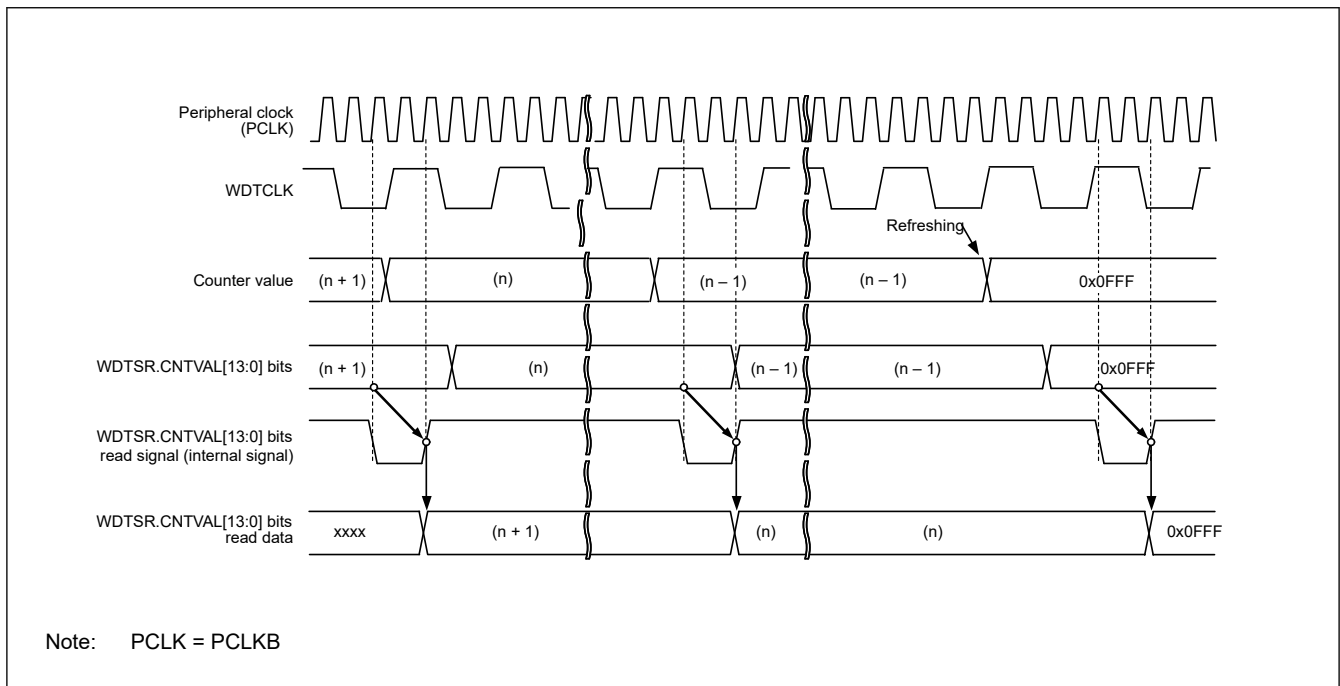 Peripheral clock
(PCLK)
WDTCLK
Refreshing
Counter value
(n + 1)
(n)
(n – 1)
(n – 1)
0x0FFF
WDTSR.CNTVAL[13:0] bits
(n + 1)
(n)
(n – 1)
(n – 1)
0x0FFF
WDTSR.CNTVAL[13:0] bits
read signal (internal signal)
WDTSR.CNTVAL[13:0] bits
read data
xxxx
(n + 1)
(n)
(n)
0x0FFF
Note: PCLK = PCLKB